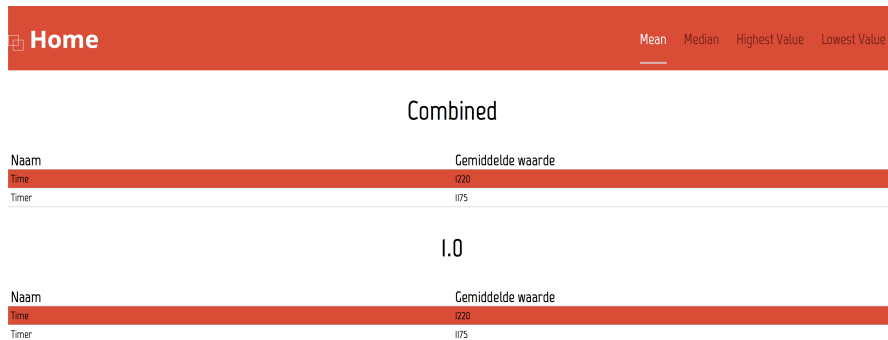 Home
Mean Median Highest Value Lowest Value
Combined
Naam Gemiddelde waarde
Time 1220
Timer 1175
1.0
Naam Gemiddelde waarde
Time 1220
Timer 1175